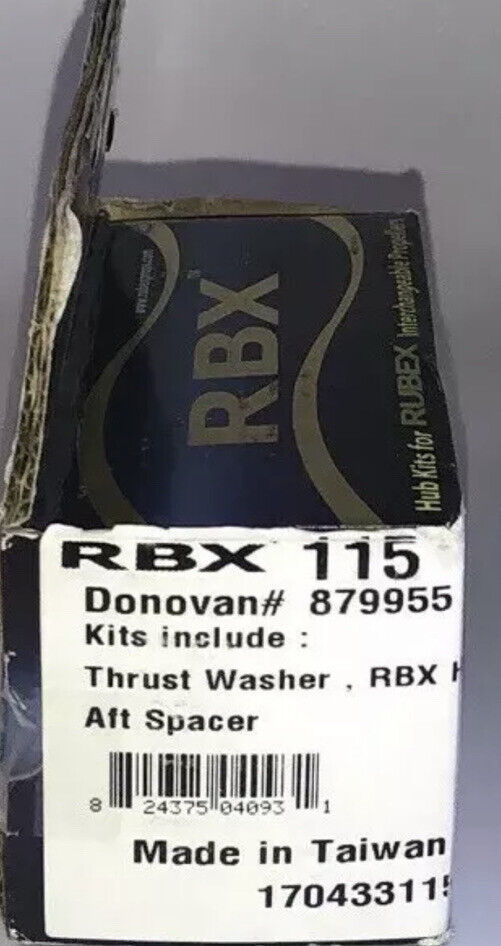 RBX
Hub Kits for RUBEX Interchangeable Propellers
RBX 115
Donovan# 879955
Kits include :
Thrust Washer , RBX
Aft Spacer
8 24375 04093 1
Made in Taiwan
17043311